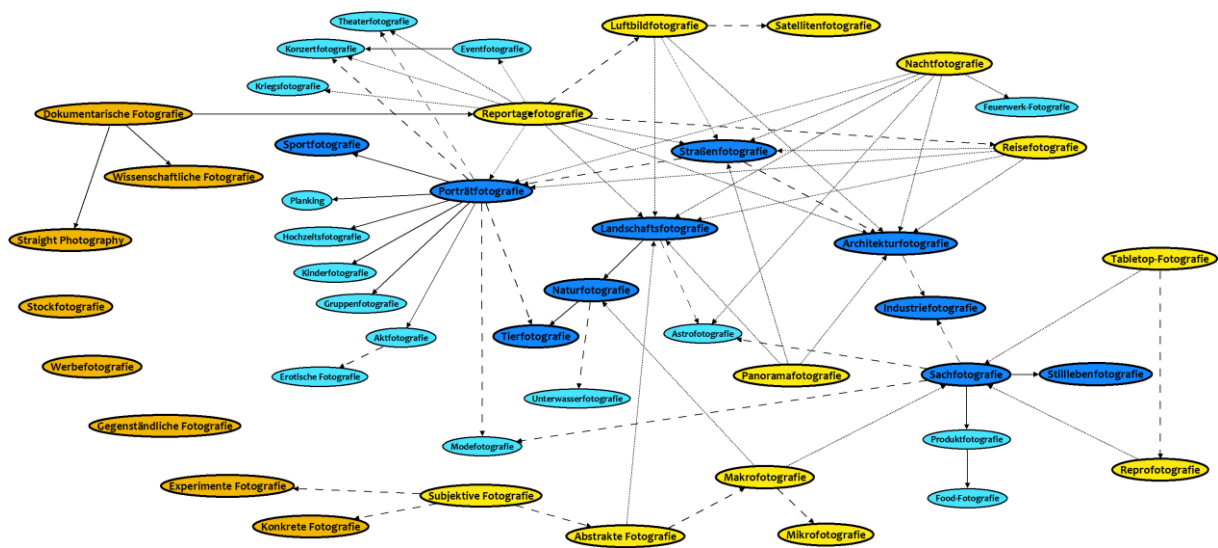 Theaterfotografie
Luftbildfotografie
Satellitenfotografie
Konzertfotografie
Eventfotografie
Nachtfotografie
Kriegsfotografie
Feuerwerk-Fotografie
Dokumentarische Fotografie
Reportagefotografie
Sportfotografie
Straßenfotografie
Reisefotografie
Wissenschaftliche Fotografie
Porträtfotografie
Planking
Landschaftsfotografie
Straight Photography
Hochzeitsfotografie
Architekturfotografie
Tabletop-Fotografie
Kinderfotografie
Naturfotografie
Gruppenfotografie
Stockfotografie
Industriefotografie
Aktfotografie
Tierfotografie
Astrofotografie
Werbefotografie
Erotische Fotografie
Panoramafotografie
Sachfotografie
Stilllebenfotografie
Unterwasserfotografie
Gegenständliche Fotografie
Modefotografie
Produktfotografie
Makrofotografie
Reprofotografie
Experimente Fotografie
Subjektive Fotografie
Food-Fotografie
Konkrete Fotografie
Abstrakte Fotografie
Mikrofotografie